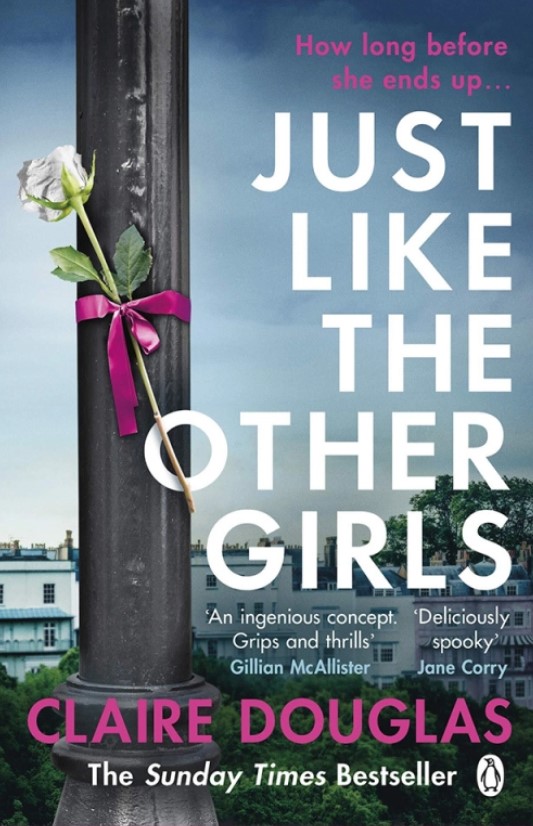 How long before
she ends up...
JUST
LIKE
THE
OTHER
GIRLS
'An ingenious concept.
Grips and thrills'
Gillian McAllister
'Deliciously
spooky'
Jane Corry
CLAIRE DOUGLAS
The Sunday Times Bestseller